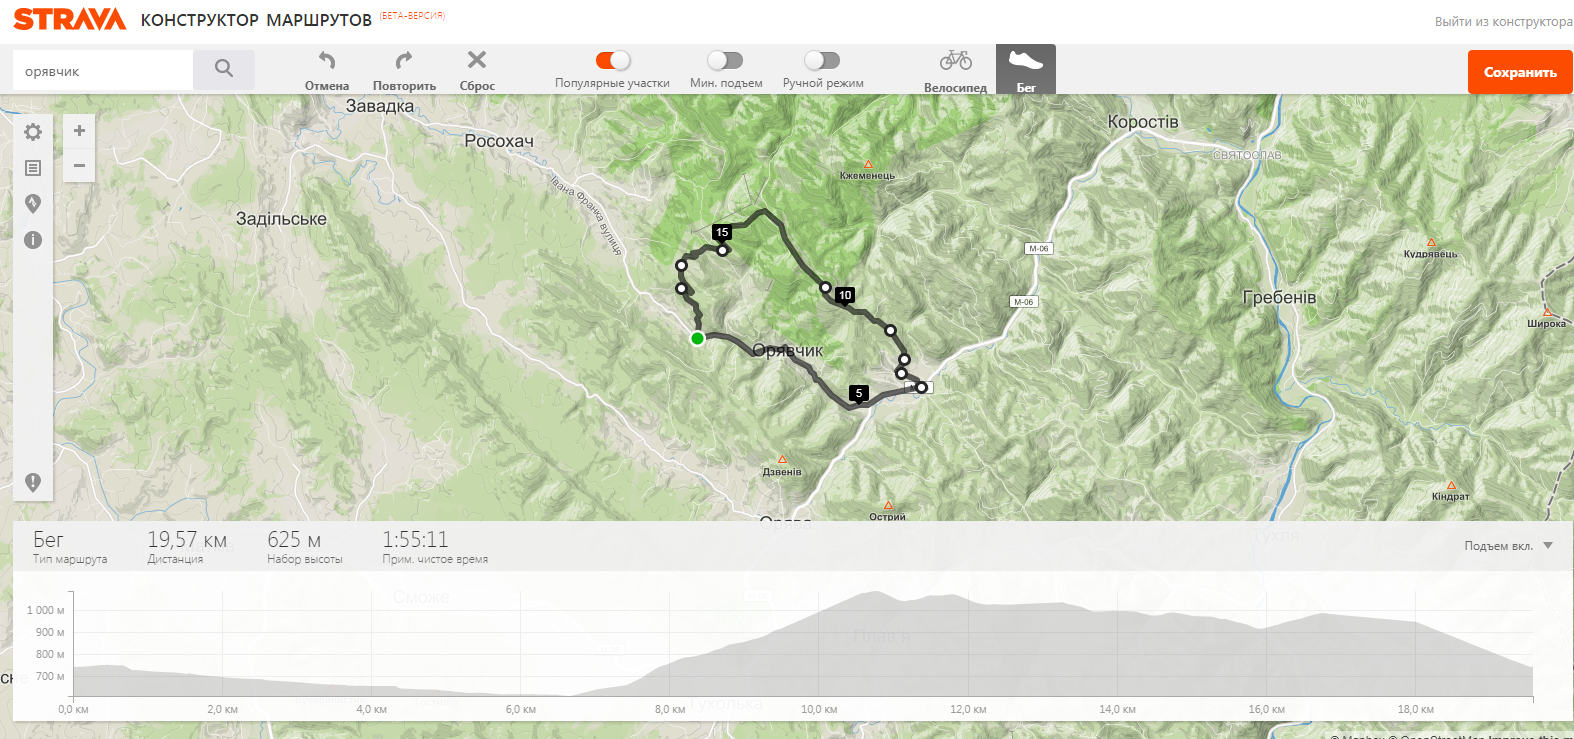 STRAVA КОНСТРУКТОР МАРШРУТОВ (БЕТА-ВЕРСИЯ)
Выйти из конструктора
орявчик
Отмена
Повторить
Сброс
Популярные участки
Мин. подъем
Ручной режим
Велосипед
Бег
Сохранить
Завадка
Росохач
Коростів
СВЯТОСЛАВ
Кжеменець
Івана Франка вулиця
Задільське
15
М-06
Кудрявець
10
М-06
Гребенів
Широка
Орявчик
5
Дзвенів
Кіндрат
Острий
Орява
Бег
Тип маршрута
19,57 км
Дистанция
625 м
Набор высоты
1:55:11
Прим. чистое время
Подъем вкл.
Тухля
Сможе
Плав'я
Тухолька
1 000 м
900 м
800 м
700 м
0,0 км
2,0 км
4,0 км
6,0 км
8,0 км
10,0 км
12,0 км
14,0 км
16,0 км
18,0 км
© Mapbox © OpenStreetMap Improve this m